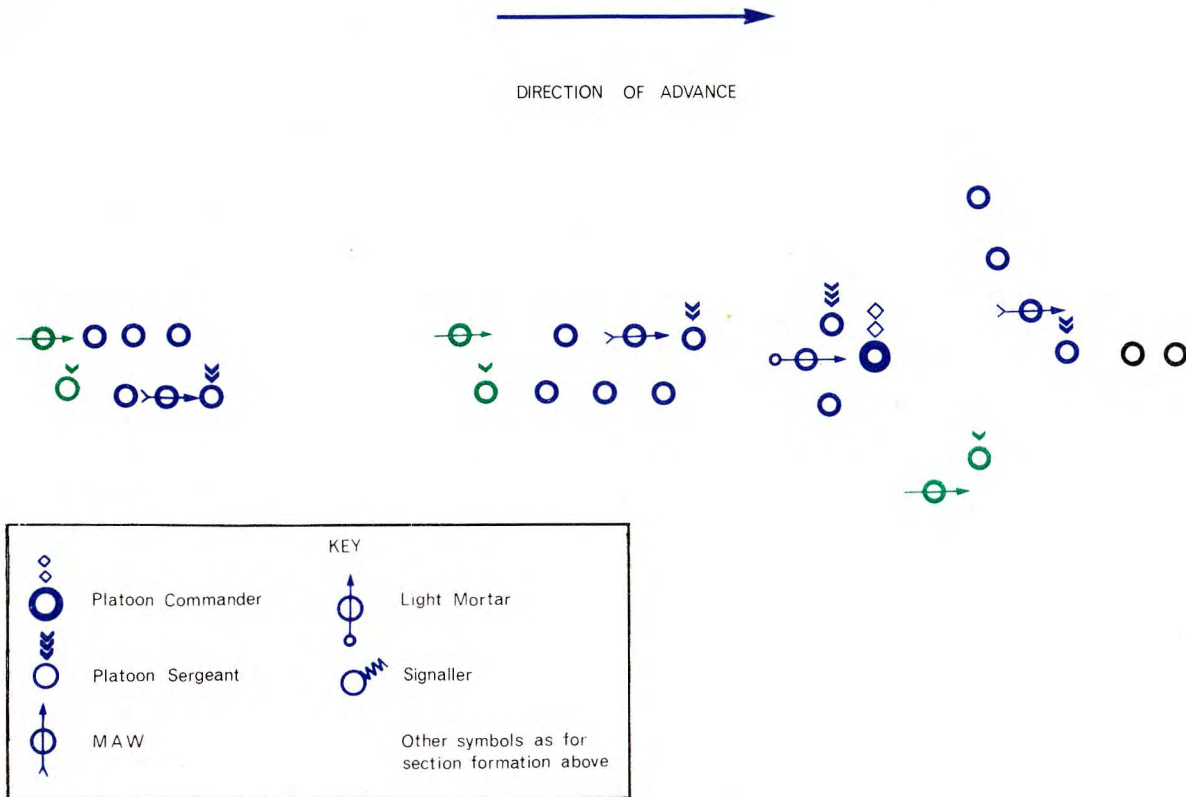 DIRECTION OF ADVANCE
KEY
Platoon Commander
Light Mortar
Platoon Sergeant
Signaller
MAW
Other symbols as for
section formation above